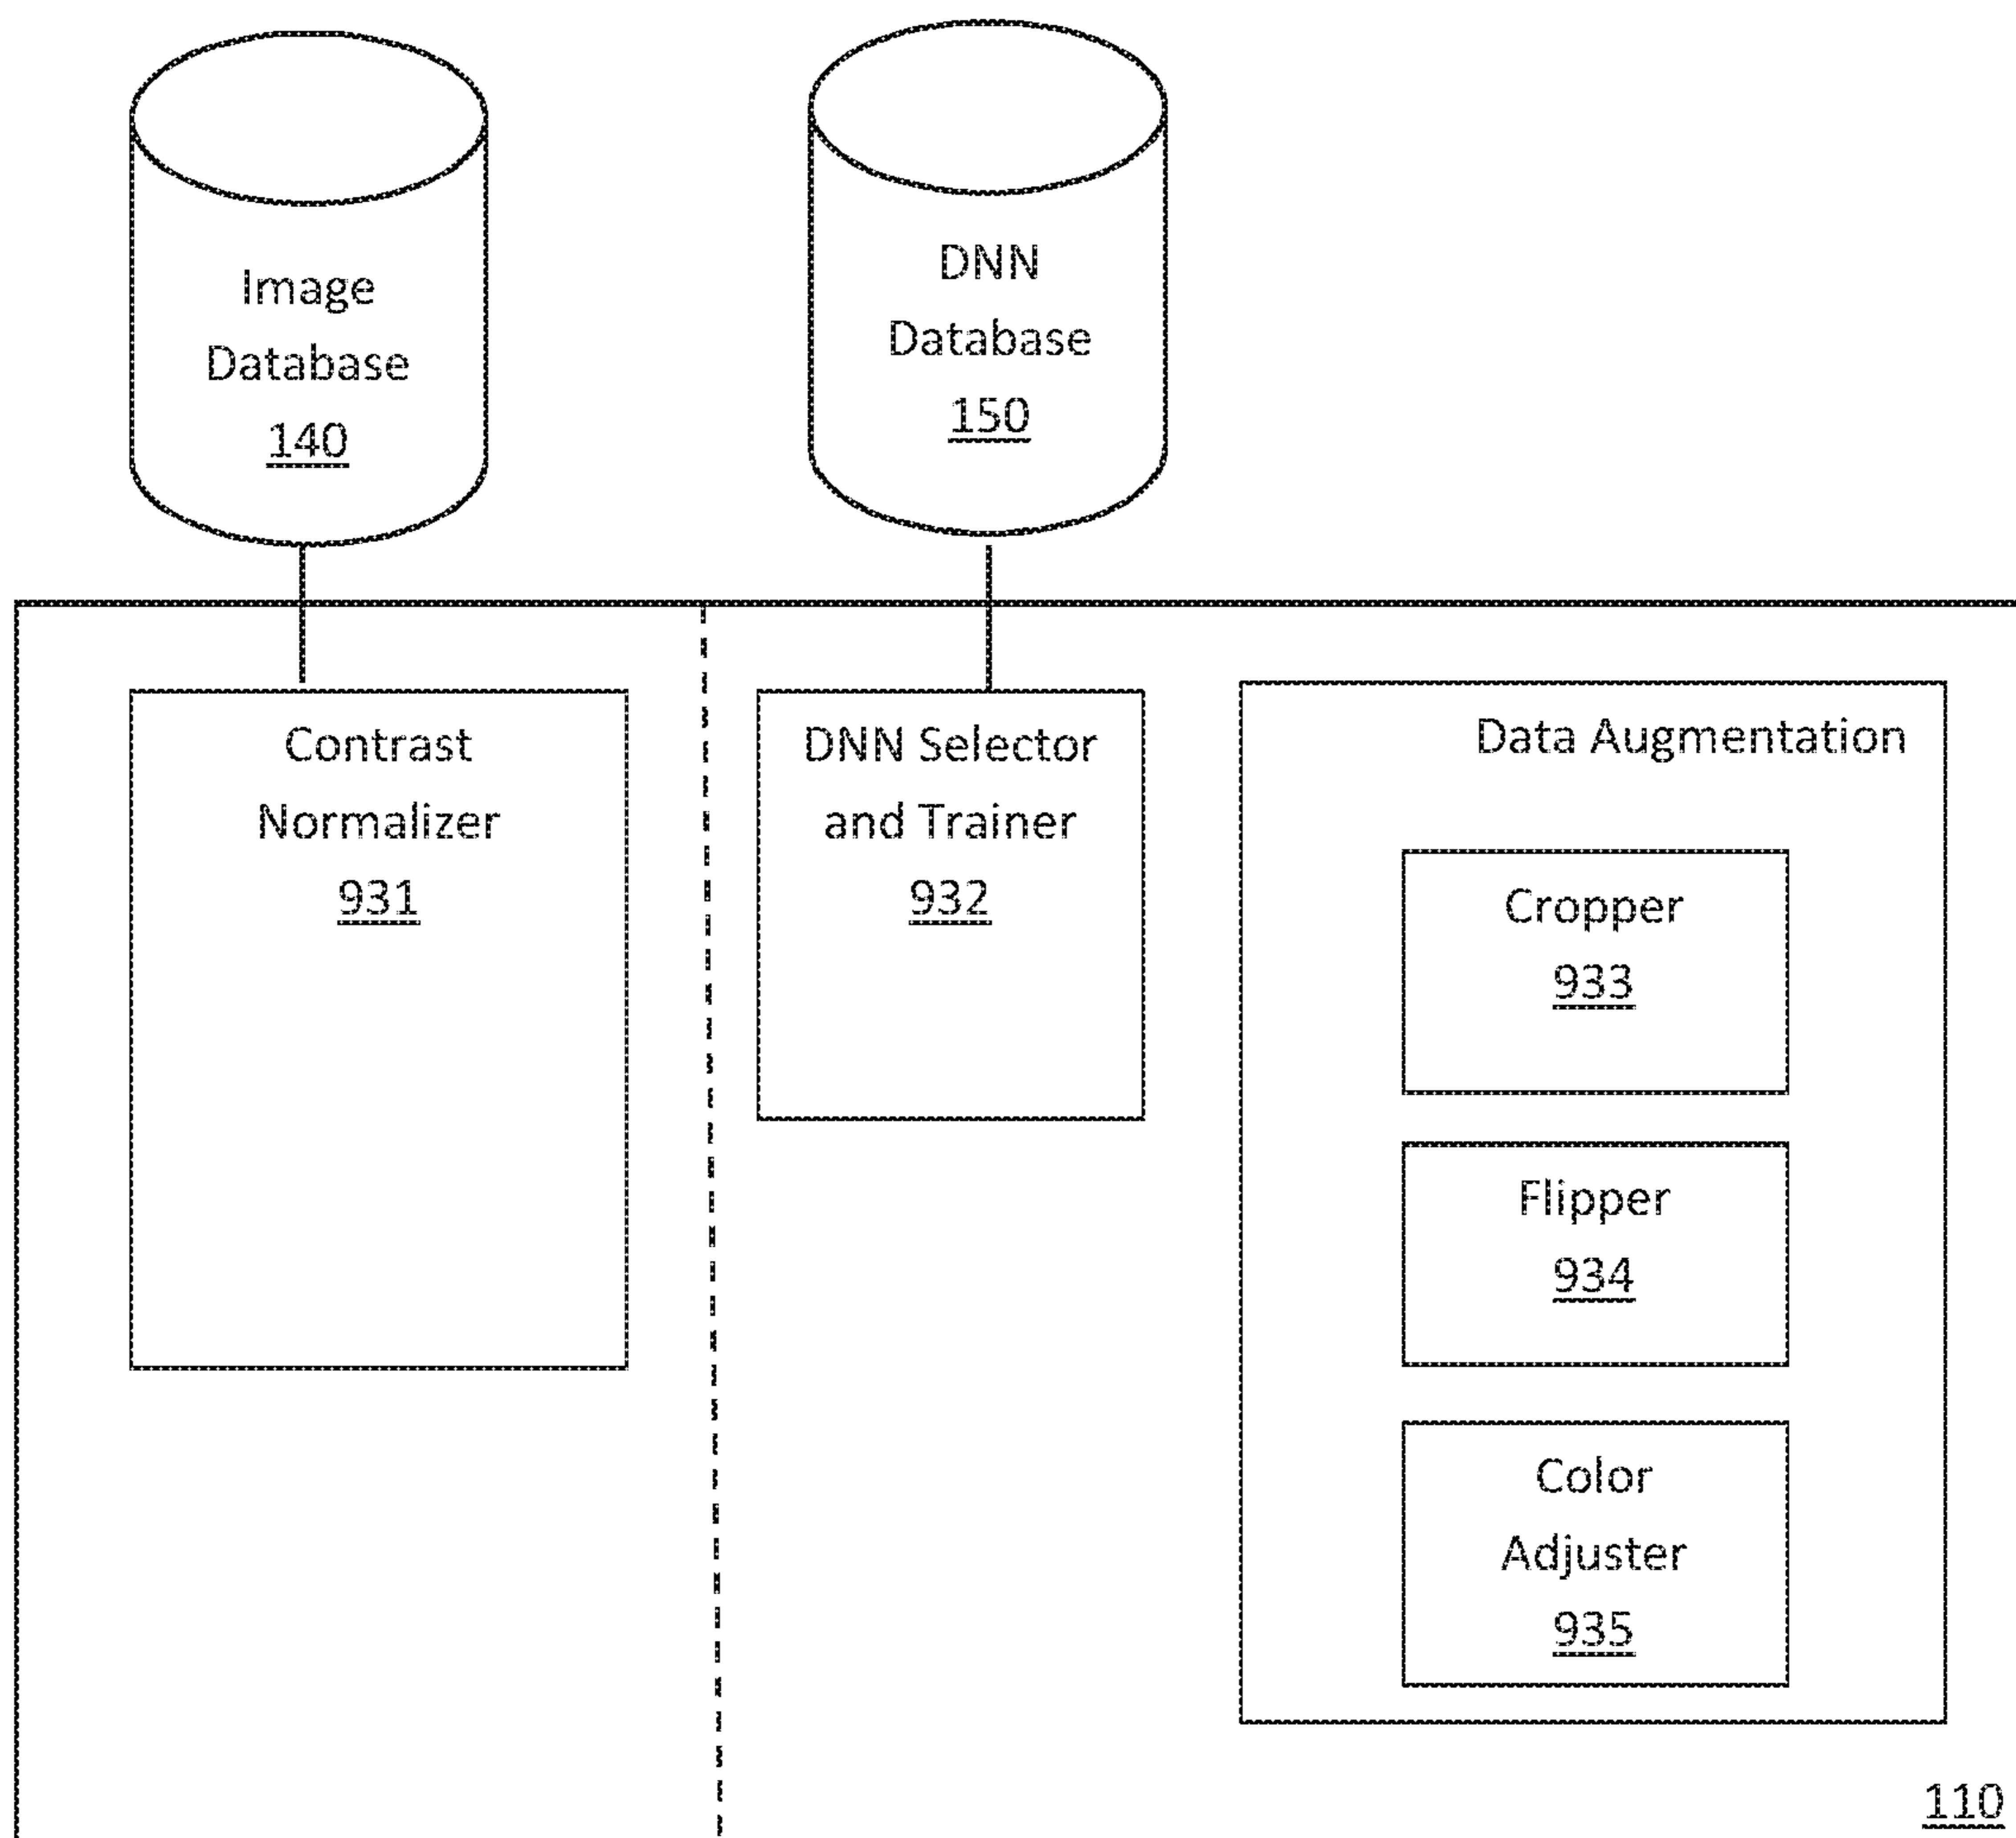 Image
Database
140
DNN
Database
150
Contrast
Normalizer
931
DNN Selector
and Trainer
932
Data Augmentation
Cropper
933
Flipper
934
Color
Adjuster
935
110